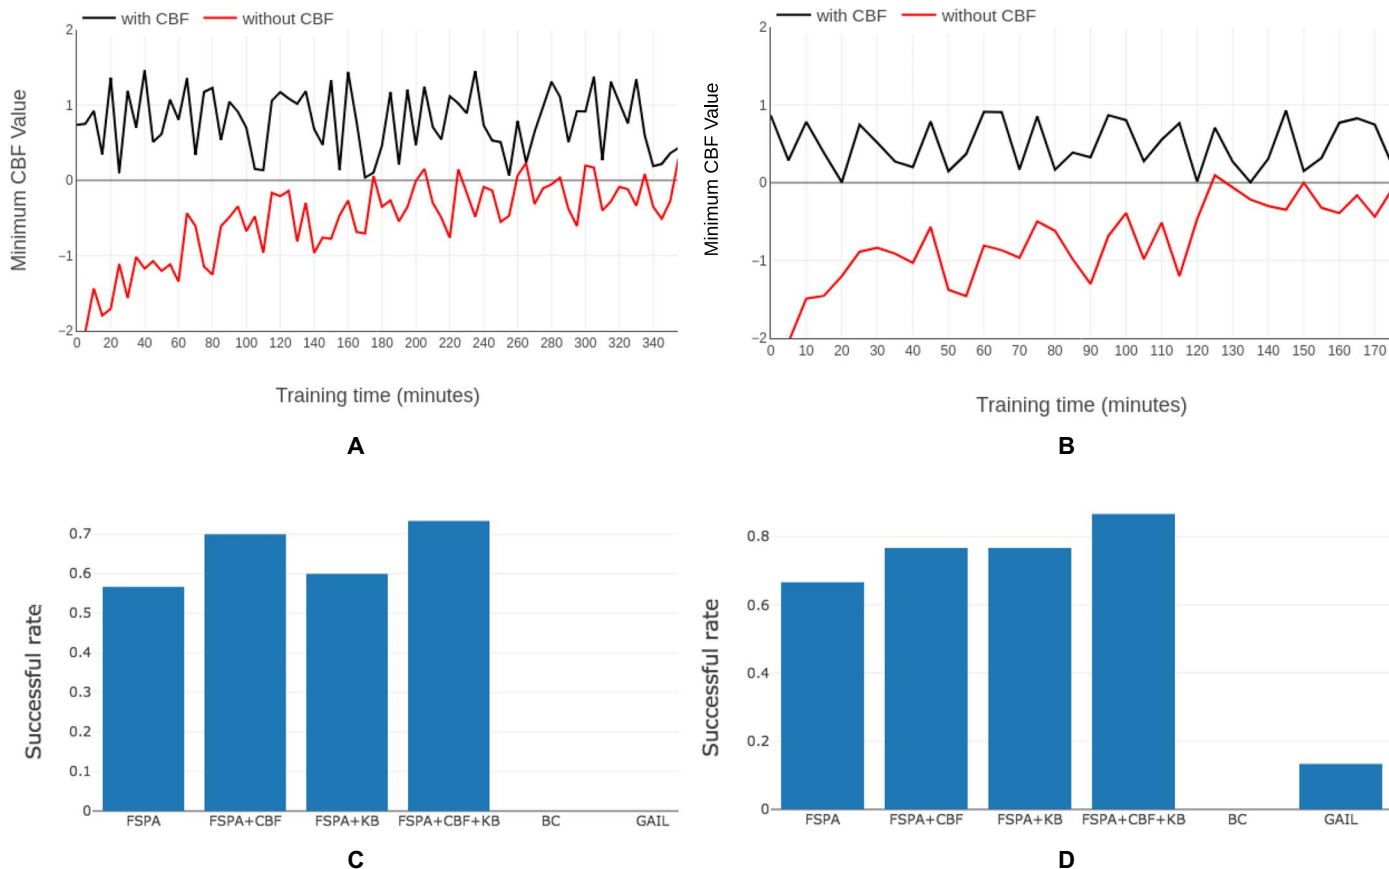 with CBF without CBF
2
1
0
−1
−2
Minimum CBF Value
0 20 40 60 80 100 120 140 160 180 200 220 240 260 280 300 320 340
Training time (minutes)
A
with CBF without CBF
2
1
0
−1
−2
Minimum CBF Value
0 10 20 30 40 50 60 70 80 90 100 110 120 130 140 150 160 170
Training time (minutes)
B
0.7
0.6
0.5
0.4
0.3
0.2
0.1
0
Successful rate
FSPA FSPA+CBF FSPA+KB FSPA+CBF+KB BC GAIL
C
0.8
0.6
0.4
0.2
0
Successful rate
FSPA FSPA+CBF FSPA+KB FSPA+CBF+KB BC GAIL
D